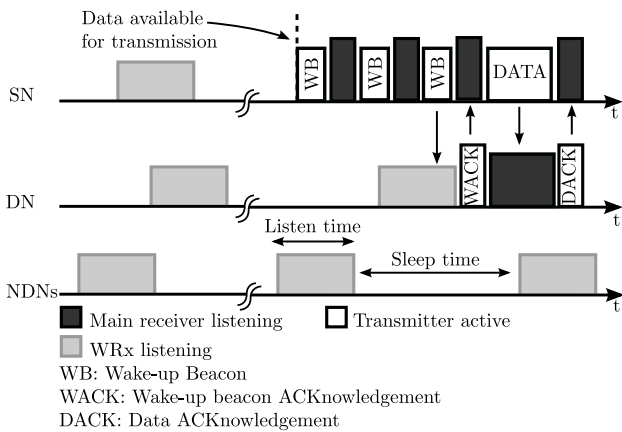 Data available
for transmission
SN
WB
WB
WB
DATA
t
DN
WACK
DACK
t
Listen time
Sleep time
NDNs
t
Main receiver listening
Transmitter active
WRx listening
WB: Wake-up Beacon
WACK: Wake-up beacon ACKnowledgement
DACK: Data ACKnowledgement